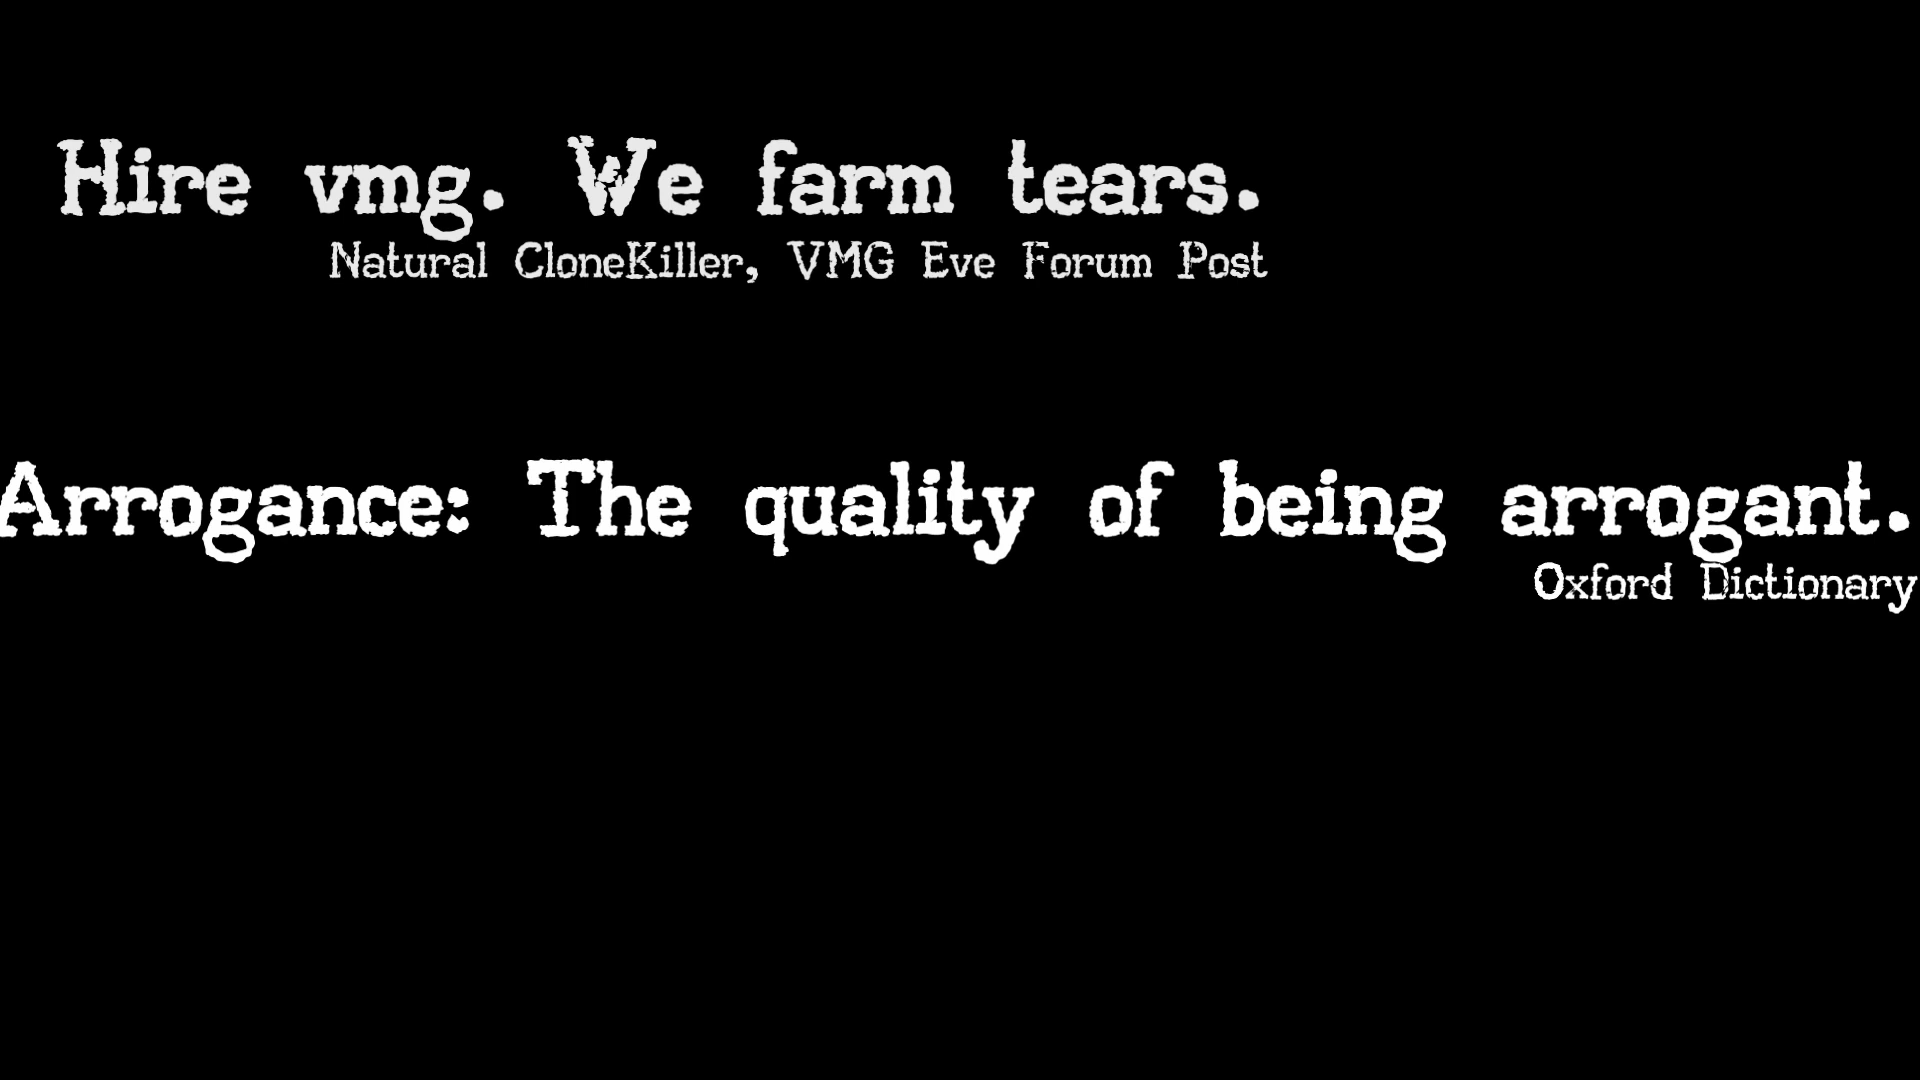 Hire vmg. We farm tears.
Natural CloneKiller, VMG Eve Forum Post
Arrogance: The quality of being arrogant.
Oxford Dictionary